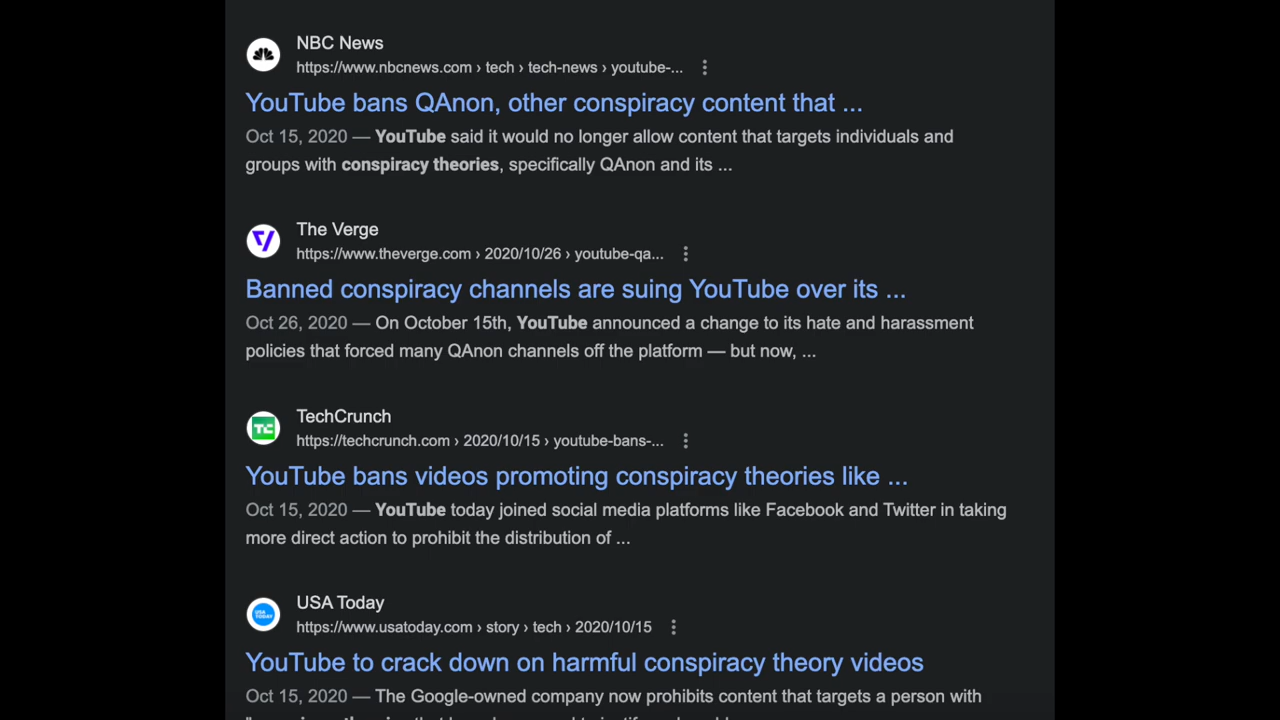 NBC News
https://www.nbcnews.com › tech › tech-news › youtube-...
YouTube bans QAnon, other conspiracy content that ...
Oct 15, 2020 — YouTube said it would no longer allow content that targets individuals and
groups with conspiracy theories, specifically QAnon and its ...
The Verge
https://www.theverge.com › 2020/10/26 › youtube-qa...
Banned conspiracy channels are suing YouTube over its ...
Oct 26, 2020 — On October 15th, YouTube announced a change to its hate and harassment
policies that forced many QAnon channels off the platform — but now, ...
TC
TechCrunch
https://techcrunch.com › 2020/10/15 › youtube-bans-...
YouTube bans videos promoting conspiracy theories like ...
Oct 15, 2020 — YouTube today joined social media platforms like Facebook and Twitter in taking
more direct action to prohibit the distribution of ...
USA TODAY
USA Today
https://www.usatoday.com › story › tech › 2020/10/15
YouTube to crack down on harmful conspiracy theory videos
Oct 15, 2020 — The Google-owned company now prohibits content that targets a person with